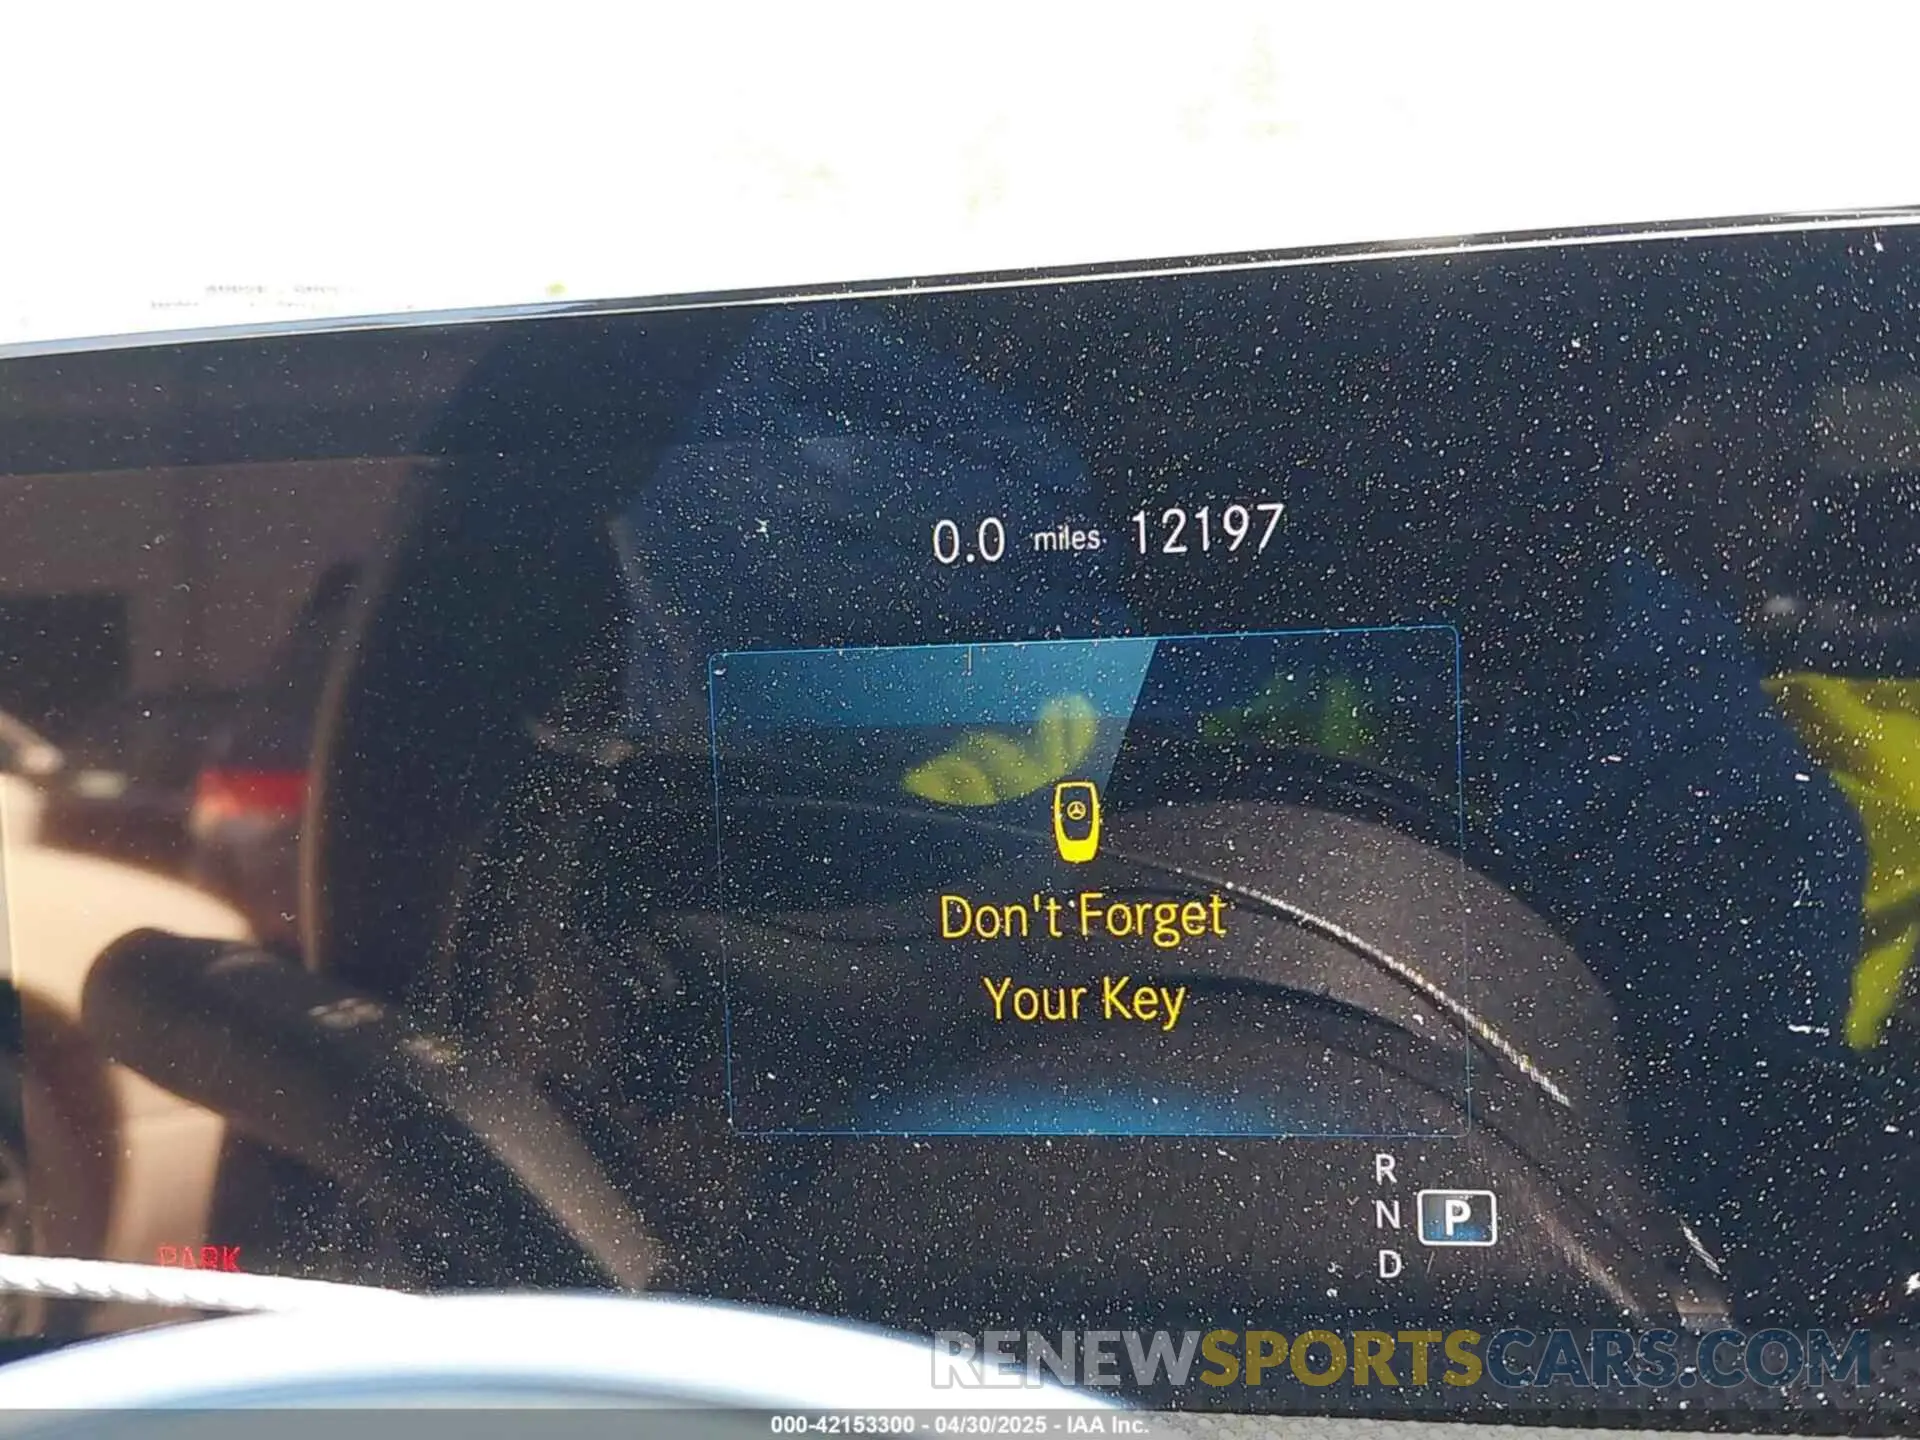 0.0 miles 12197
Don't Forget
Your Key
R
N P
D
PARK
RENEWSPORTSCARS.COM
000-42153300 - 04/30/2025 - IAA Inc.